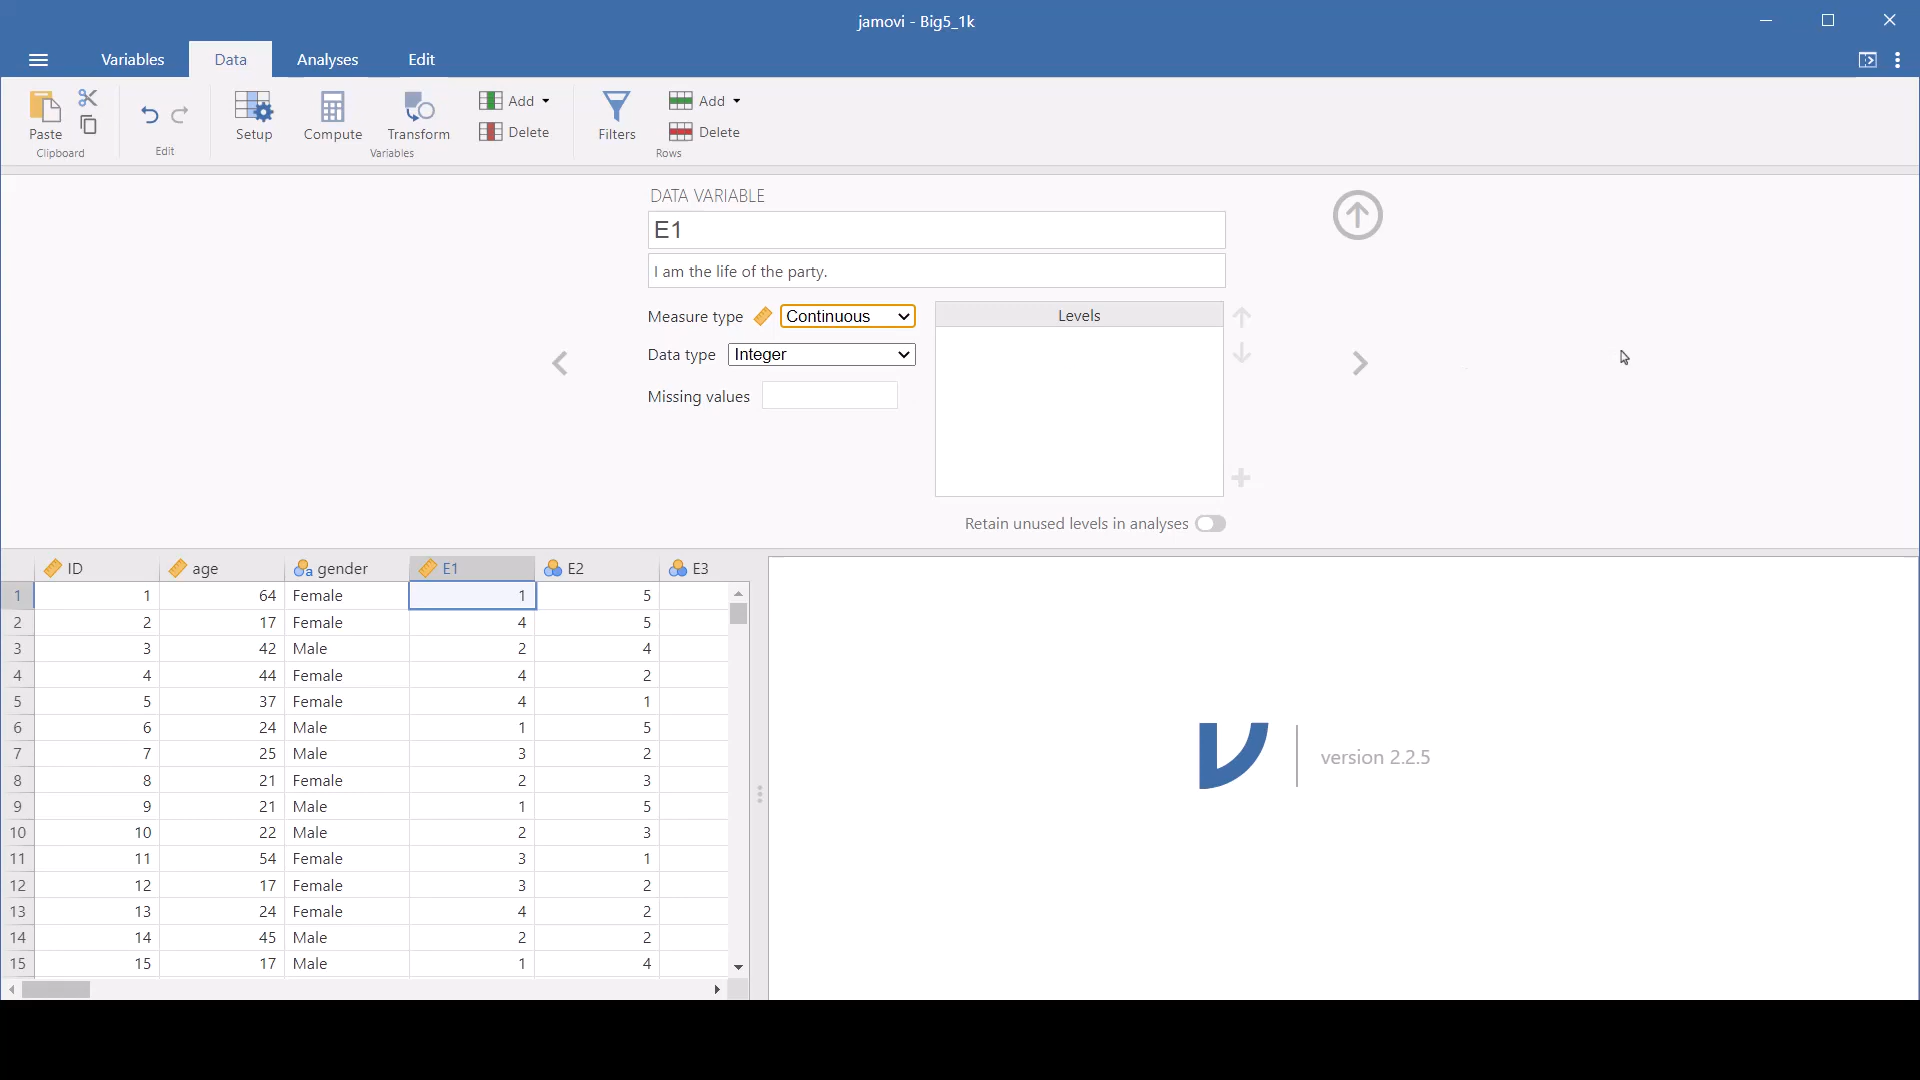 jamovi - Big5_1k
Variables Data Analyses Edit
Paste
Clipboard
Edit
Setup
Compute
Transform
Add
Delete
Variables
Filters
Add
Delete
Rows
DATA VARIABLE
E1
I am the life of the party.
Measure type Continuous
Data type Integer
Missing values
Levels
Retain unused levels in analyses
ID age a gender E1 E2 E3
1 1 64 Female 1 5
2 2 17 Female 4 5
3 3 42 Male 2 4
4 4 44 Female 4 2
5 5 37 Female 4 1
6 6 24 Male 1 5
7 7 25 Male 3 2
8 8 21 Female 2 3
9 9 21 Male 1 5
10 10 22 Male 2 3
11 11 54 Female 3 1
12 12 17 Female 3 2
13 13 24 Female 4 2
14 14 45 Male 2 2
15 15 17 Male 1 4
version 2.2.5